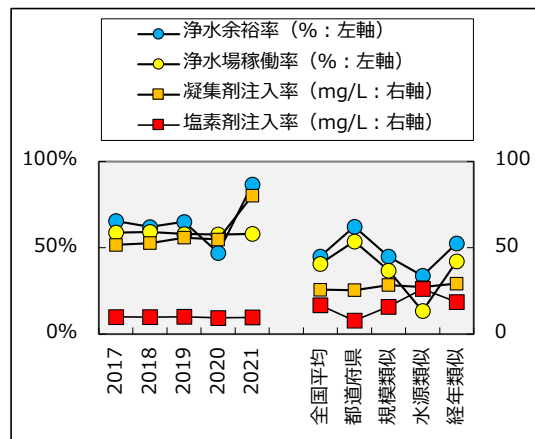 浄水余裕率（%：左軸）
浄水場稼働率（%：左軸）
凝集剤注入率（mg/L：右軸）
塩素剤注入率（mg/L：右軸）
100%
100
50%
50
0%
0
2017
2018
2019
2020
2021
全国平均
都道府県
規模類似
水源類似
経年類似